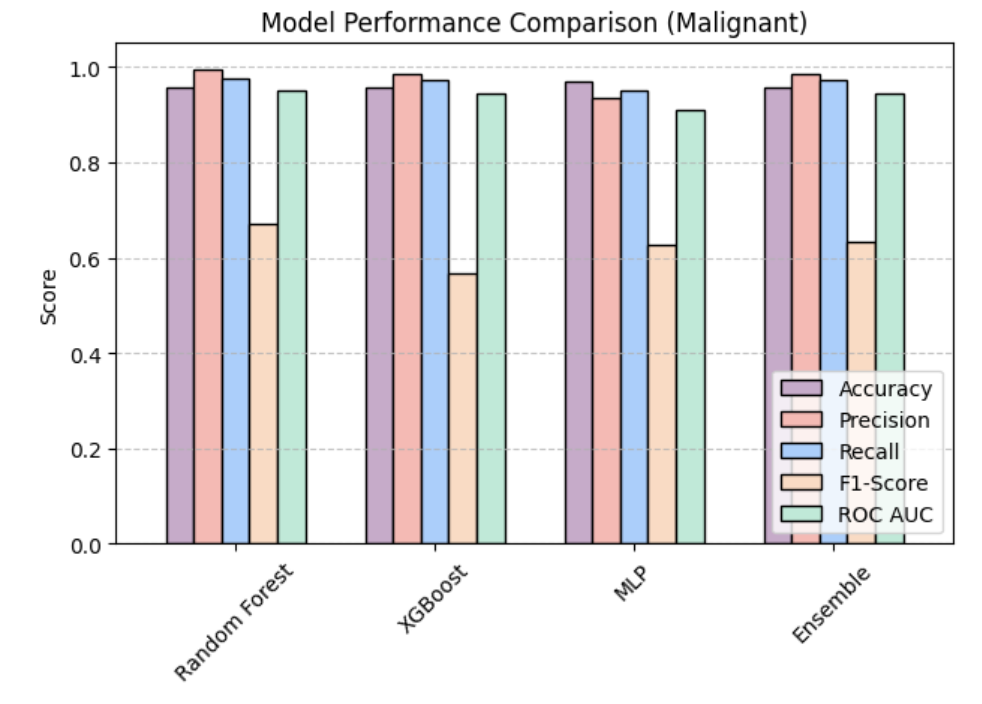 Model Performance Comparison (Malignant)
Score
1.0
0.8
0.6
0.4
0.2
0.0
Accuracy
Precision
Recall
F1-Score
ROC AUC
Random Forest
XGBoost
MLP
Ensemble